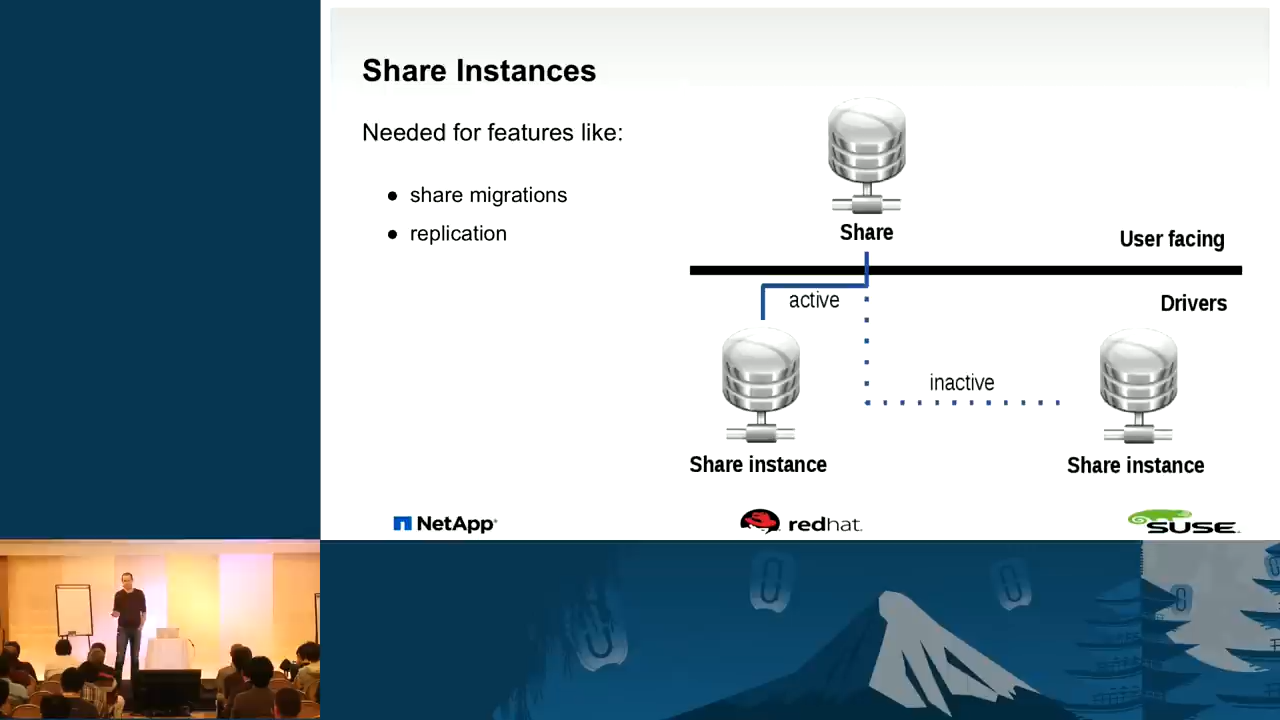 Share Instances
Needed for features like:
● share migrations
● replication
Share
User facing
active
Drivers
inactive
Share instance
Share instance
NetApp
redhat.
SUSE